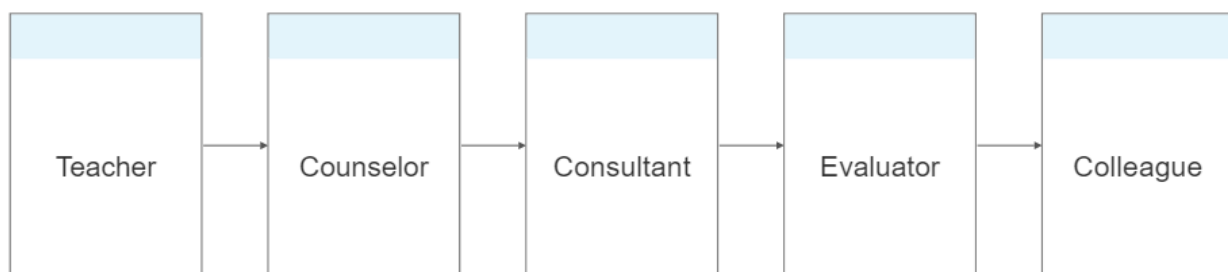 Teacher
Counselor
Consultant
Evaluator
Colleague